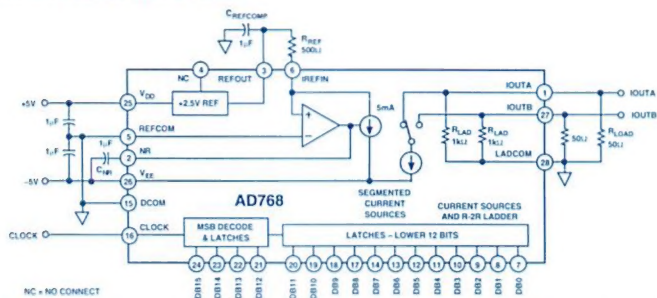 CREFCOMP
1µF
RREF
500Ω
NC
4
REFOUT
3
6
IREFIN
+5V
25
VDD
+2.5V REF
5mA
IOUTA
1
IOUTA
IOUTB
27
IOUTB
1µF
5
REFCOM
+
−
RLAD
1kΩ
RLAD
1kΩ
50Ω
RLOAD
50Ω
1µF
1µF
2
NR
CNR
LADCOM
28
−5V
26
VEE
15
DCOM
AD768
SEGMENTED
CURRENT
SOURCES
CURRENT SOURCES
AND R-2R LADDER
CLOCK
16
CLOCK
MSB DECODE
& LATCHES
LATCHES – LOWER 12 BITS
24
23
22
21
20
19
18
17
14
13
12
11
10
9
8
7
DB15
DB14
DB13
DB12
DB11
DB10
DB9
DB8
DB7
DB6
DB5
DB4
DB3
DB2
DB1
DB0
NC = NO CONNECT